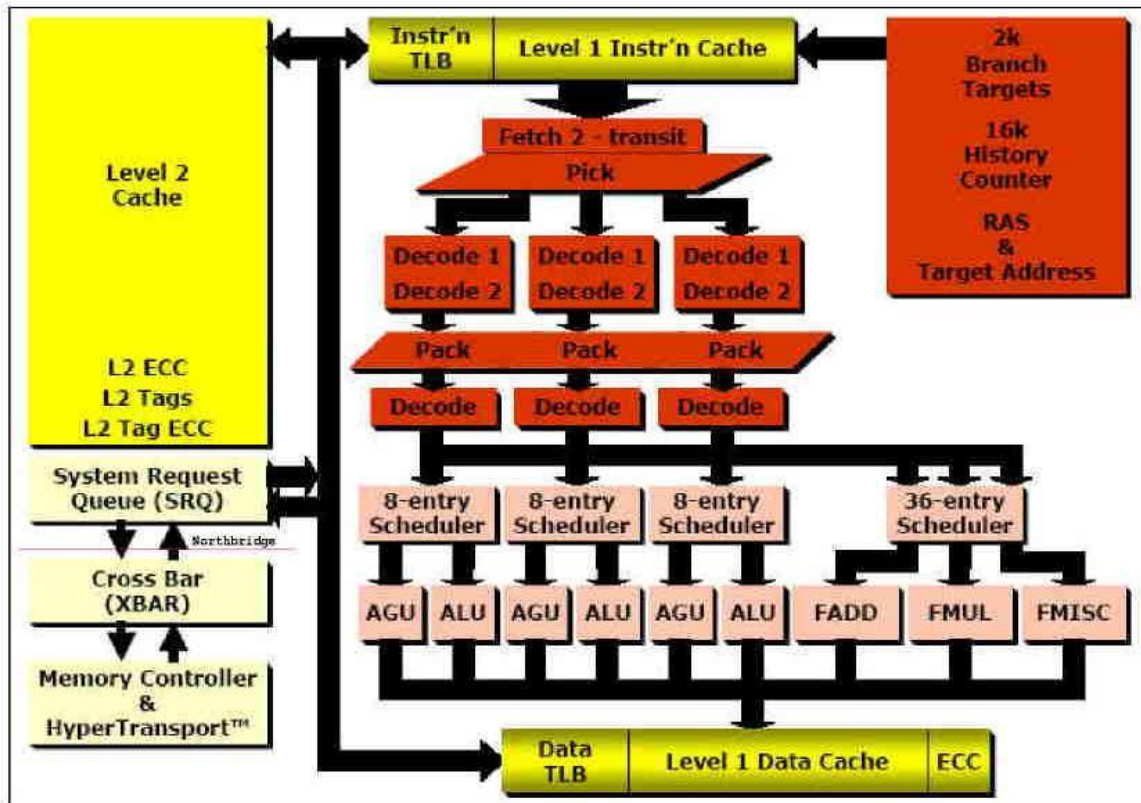 Instr'n
TLB
Level 1 Instr'n Cache
2k
Branch
Targets
16k
History
Counter
RAS
&
Target Address
Level 2
Cache
L2 ECC
L2 Tags
L2 Tag ECC
Fetch 2 - transit
Pick
Decode 1
Decode 2
Decode 1
Decode 2
Decode 1
Decode 2
Pack
Pack
Pack
Decode
Decode
Decode
System Request
Queue (SRQ)
Northbridge
Cross Bar
(XBAR)
Memory Controller
&
HyperTransport™
8-entry
Scheduler
8-entry
Scheduler
8-entry
Scheduler
36-entry
Scheduler
AGU
ALU
AGU
ALU
AGU
ALU
FADD
FMUL
FMISC
Data
TLB
Level 1 Data Cache
ECC